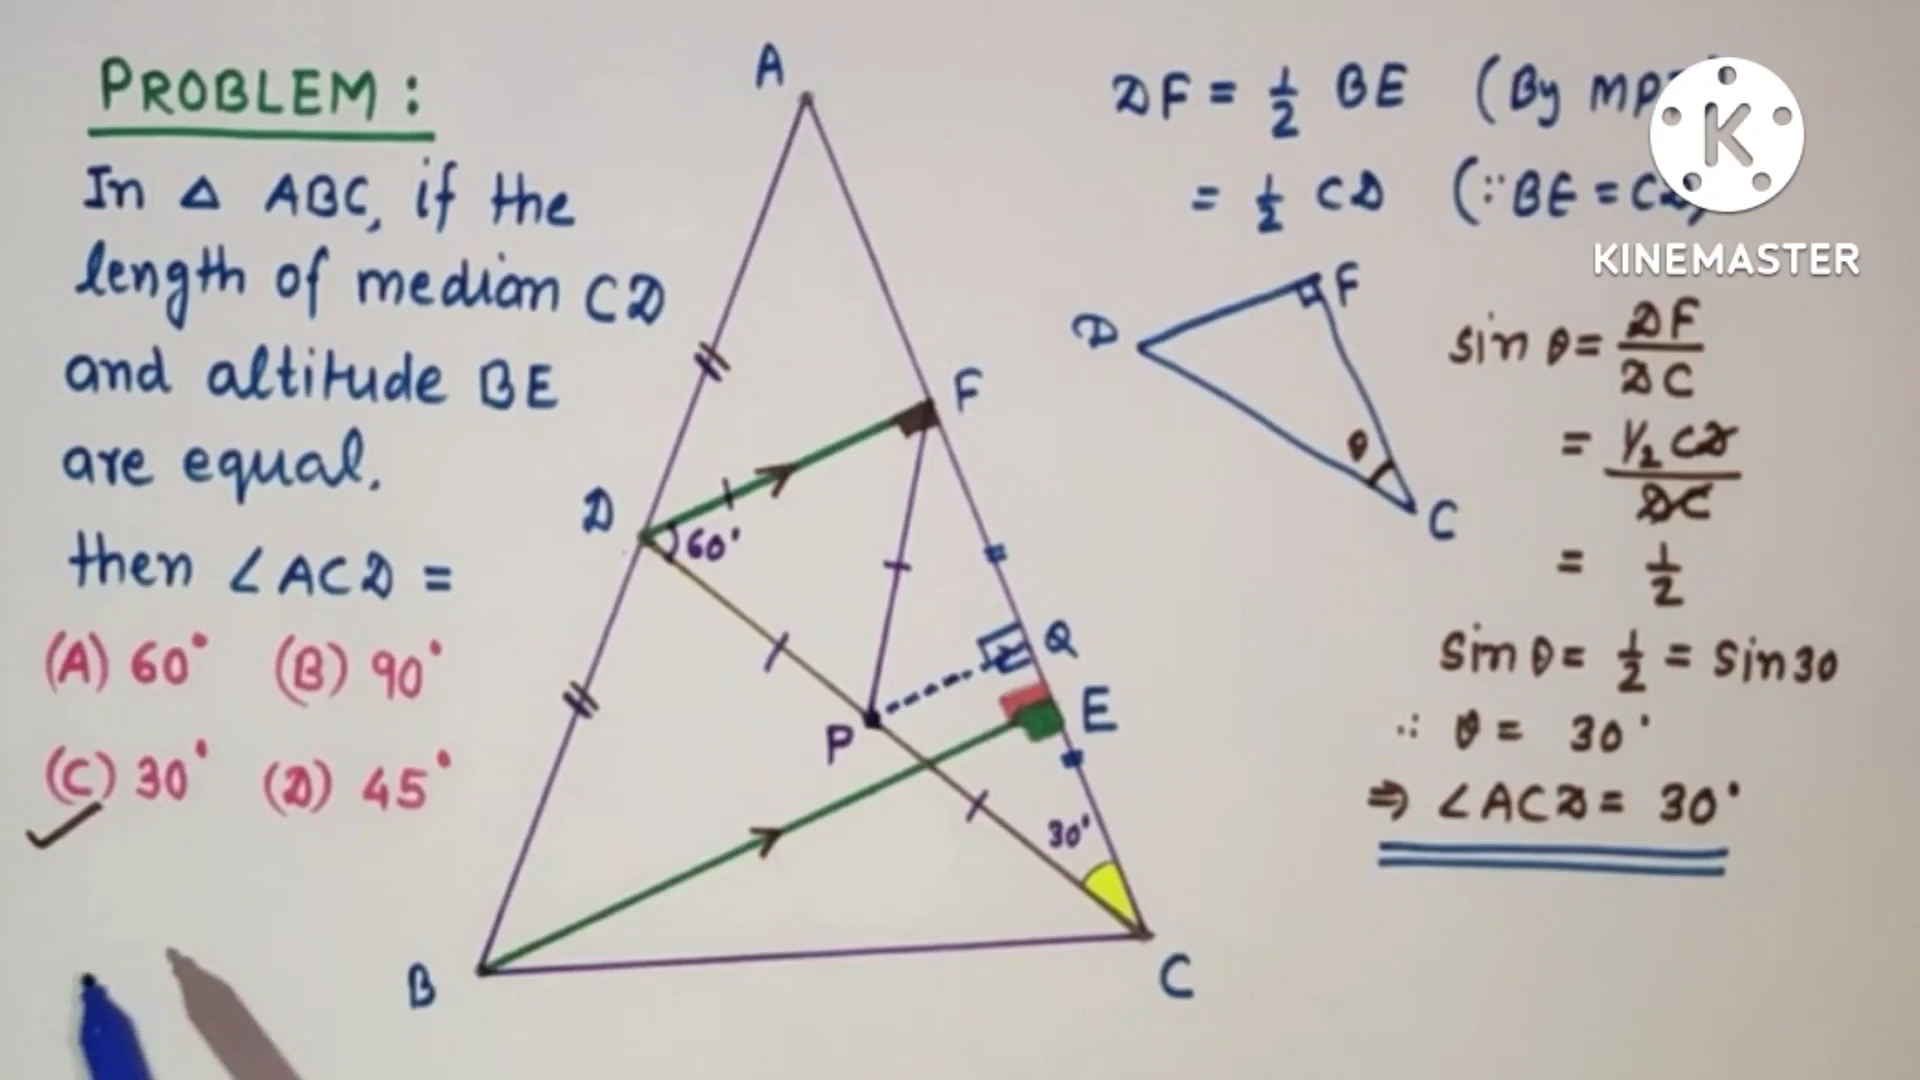 PROBLEM :
In △ ABC, if the
length of median CD
and altitude BE
are equal.
then ∠ACD =
(A) 60° (B) 90°
(C) 30° (D) 45°
A
F
D
60°
Q
E
P
30°
B
C
DF = 1/2 BE (By
= 1/2 CD (∵BE =
KINEMASTER
D
F
θ
C
sin θ = DF/DC
= 1/2 CD/DC
= 1/2
Sin θ = 1/2 = Sin 30
∴ θ = 30°
⇒ ∠ACD = 30°